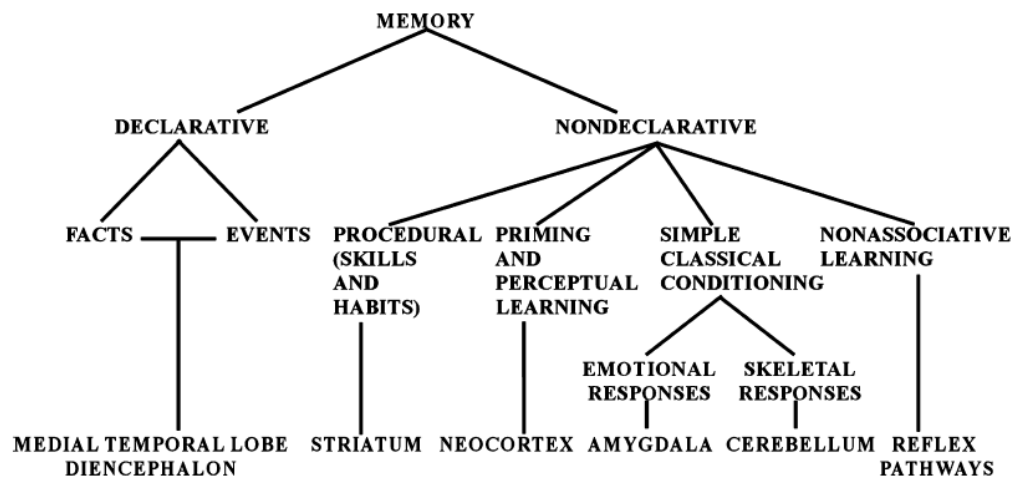 MEMORY
DECLARATIVE
NONDECLARATIVE
FACTS
EVENTS
PROCEDURAL
(SKILLS
AND
HABITS)
PRIMING
AND
PERCEPTUAL
LEARNING
SIMPLE
CLASSICAL
CONDITIONING
NONASSOCIATIVE
LEARNING
EMOTIONAL
RESPONSES
SKELETAL
RESPONSES
MEDIAL TEMPORAL LOBE
DIENCEPHALON
STRIATUM
NEOCORTEX
AMYGDALA
CEREBELLUM
REFLEX
PATHWAYS